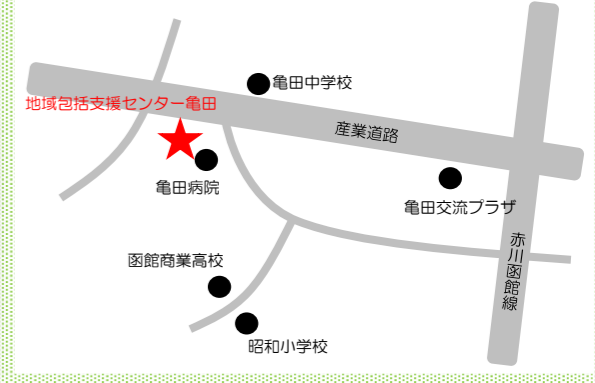 亀田中学校
地域包括支援センター亀田
産業道路
亀田病院
亀田交流プラザ
赤川函館線
函館商業高校
昭和小学校